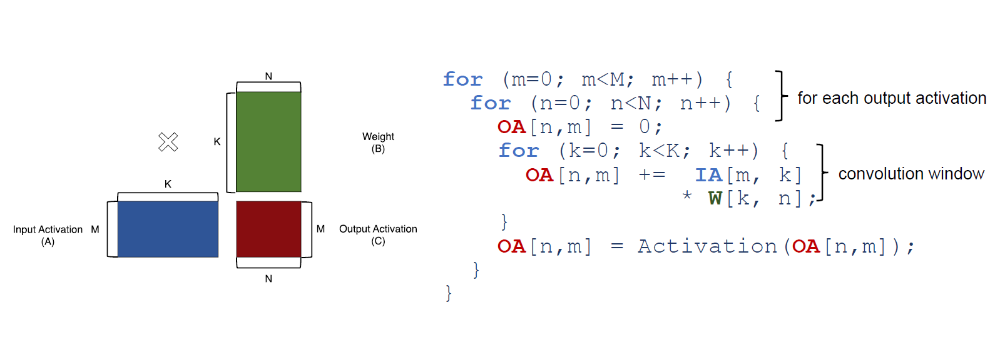 N
K
Weight
(B)
K
Input Activation
(A)
M
M
Output Activation
(C)
N
for (m=0; m<M; m++) {
for (n=0; n<N; n++) {
OA[n,m] = 0;
for (k=0; k<K; k++) {
OA[n,m] += IA[m, k]
* W[k, n];
}
OA[n,m] = Activation(OA[n,m]);
}
}
for each output activation
convolution window